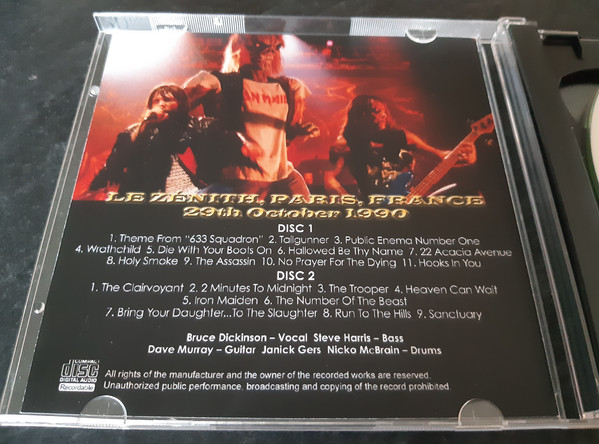 IRON MAIDEN
LE ZENITH, PARIS, FRANCE
29th October 1990
DISC 1
1. Theme From "633 Squadron" 2. Tailgunner 3. Public Enema Number One
4. Wrathchild 5. Die With Your Boots On 6. Hallowed Be Thy Name 7. 22 Acacia Avenue
8. Holy Smoke 9. The Assassin 10. No Prayer For The Dying 11. Hooks In You
DISC 2
1. The Clairvoyant 2. 2 Minutes To Midnight 3. The Trooper 4. Heaven Can Wait
5. Iron Maiden 6. The Number Of The Beast
7. Bring Your Daughter...To The Slaughter 8. Run To The Hills 9. Sanctuary
Bruce Dickinson – Vocal Steve Harris – Bass
Dave Murray – Guitar Janick Gers Nicko McBrain – Drums
COMPACT
disc
DIGITAL AUDIO
Recordable
All rights of the manufacturer and the owner of the recorded works are reserved.
Unauthorized public performance, broadcasting and copying of the record prohibited.